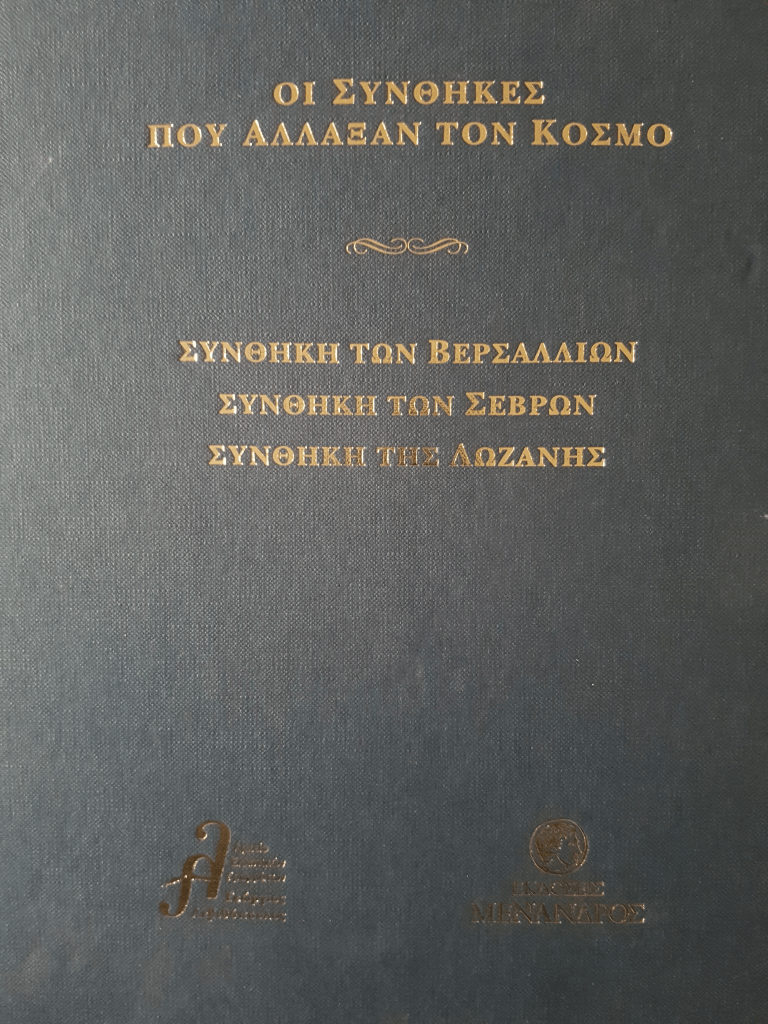 ΟΙ ΣΥΝΘΗΚΕΣ
ΠΟΥ ΑΛΛΑΞΑΝ ΤΟΝ ΚΟΣΜΟ
ΣΥΝΘΗΚΗ ΤΩΝ ΒΕΡΣΑΛΛΙΩΝ
ΣΥΝΘΗΚΗ ΤΩΝ ΣΕΒΡΩΝ
ΣΥΝΘΗΚΗ ΤΗΣ ΛΩΖΑΝΗΣ
ΕΚΔΟΣΕΙΣ
ΜΕΝΑΝΔΡΟΣ